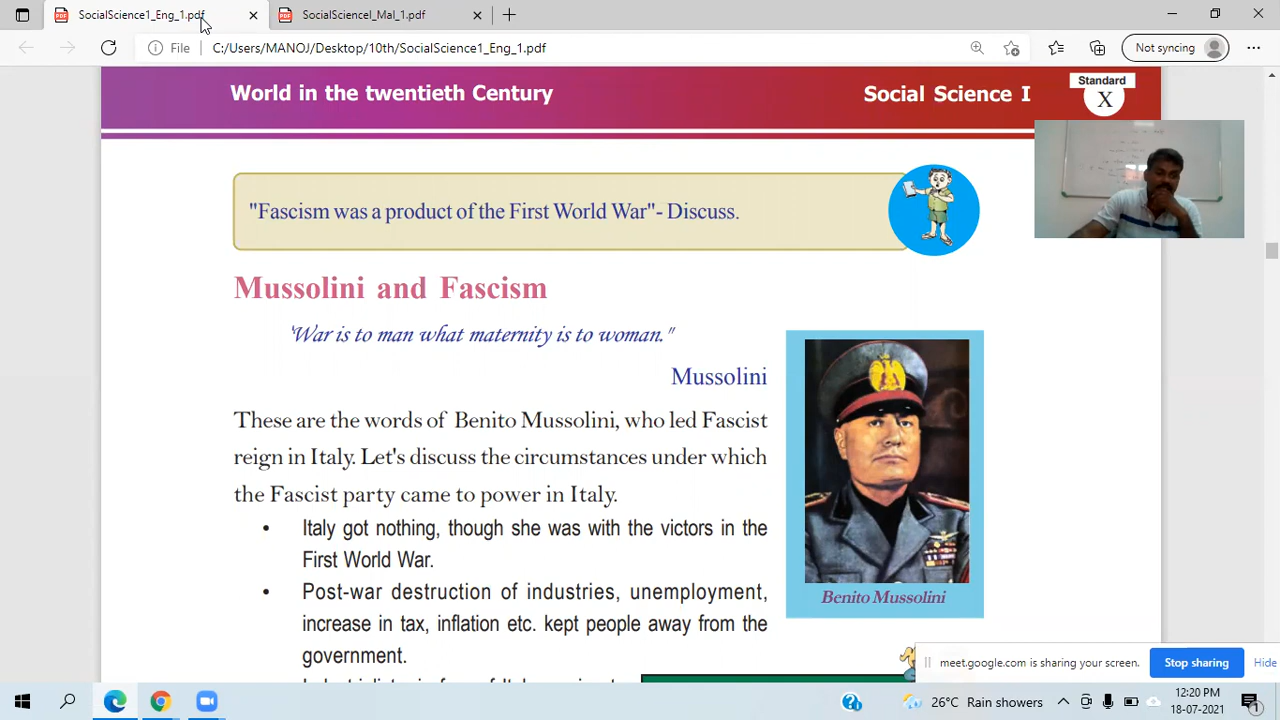 SocialScience1_Eng_1.pdf
SocialScience_Mal_1.pdf
File
C:/Users/MANOJ/Desktop/10th/SocialScience1_Eng_1.pdf
Not syncing
World in the twentieth Century
Social Science I
Standard
X
"Fascism was a product of the First World War"- Discuss.
Mussolini and Fascism
"War is to man what maternity is to woman."
Mussolini
These are the words of Benito Mussolini, who led Fascist
reign in Italy. Let's discuss the circumstances under which
the Fascist party came to power in Italy.
• Italy got nothing, though she was with the victors in the
First World War.
• Post-war destruction of industries, unemployment,
increase in tax, inflation etc. kept people away from the
government.
Benito Mussolini
meet.google.com is sharing your screen.
Stop sharing
Hide
26°C Rain showers
12:20 PM
18-07-2021